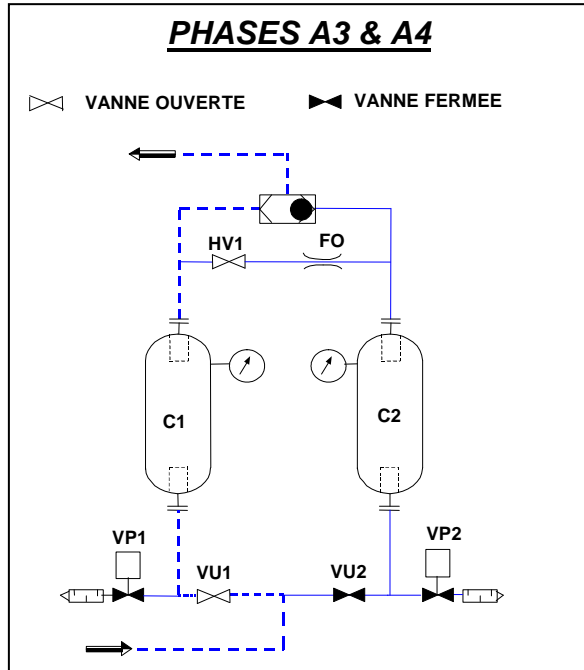 PHASES A3 & A4
VANNE OUVERTE
VANNE FERMEE
HV1
FO
C1
C2
VP1
VU1
VU2
VP2